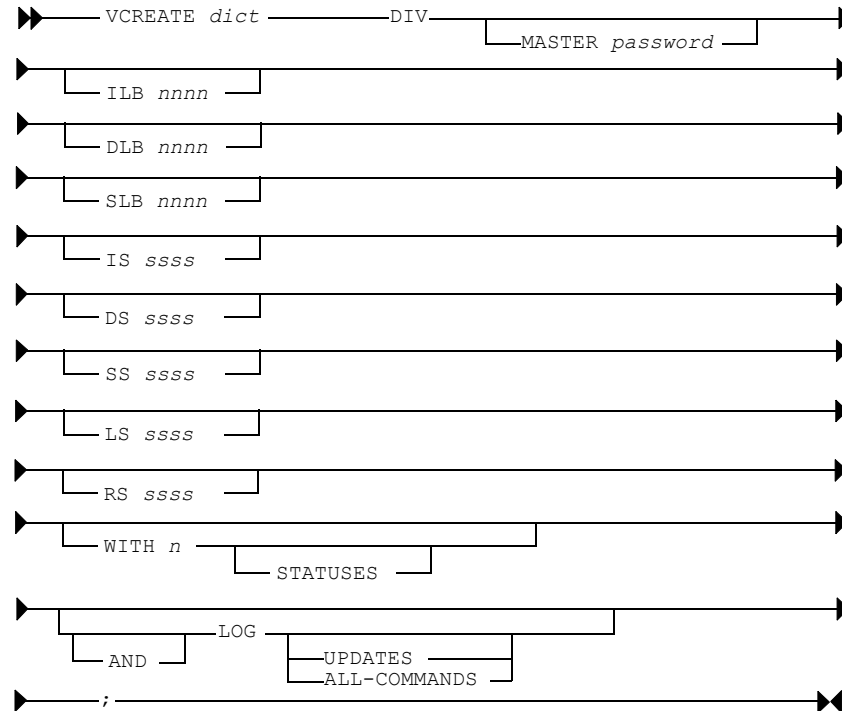 VCREATE dict DIV
MASTER password
ILB nnnn
DLB nnnn
SLB nnnn
IS ssss
DS ssss
SS ssss
LS ssss
RS ssss
WITH n
STATUSES
LOG
AND
UPDATES
ALL-COMMANDS
;